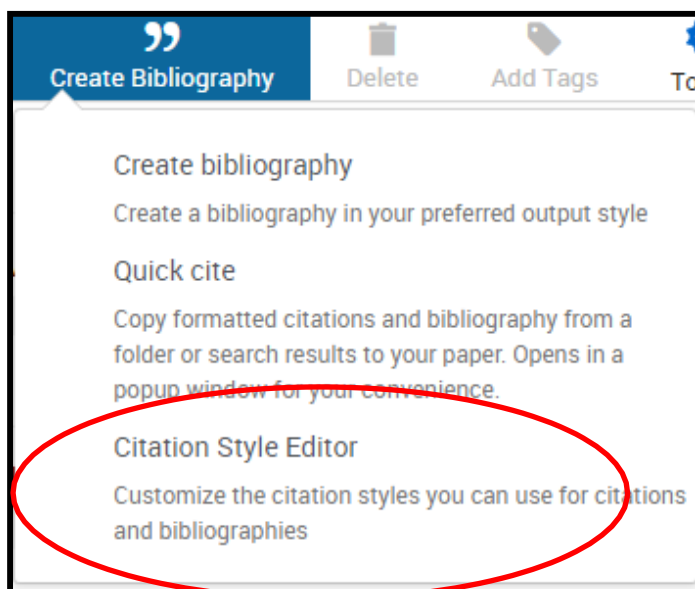 Create Bibliography Delete Add Tags To
Create bibliography
Create a bibliography in your preferred output style
Quick cite
Copy formatted citations and bibliography from a
folder or search results to your paper. Opens in a
popup window for your convenience.
Citation Style Editor
Customize the citation styles you can use for citations
and bibliographies